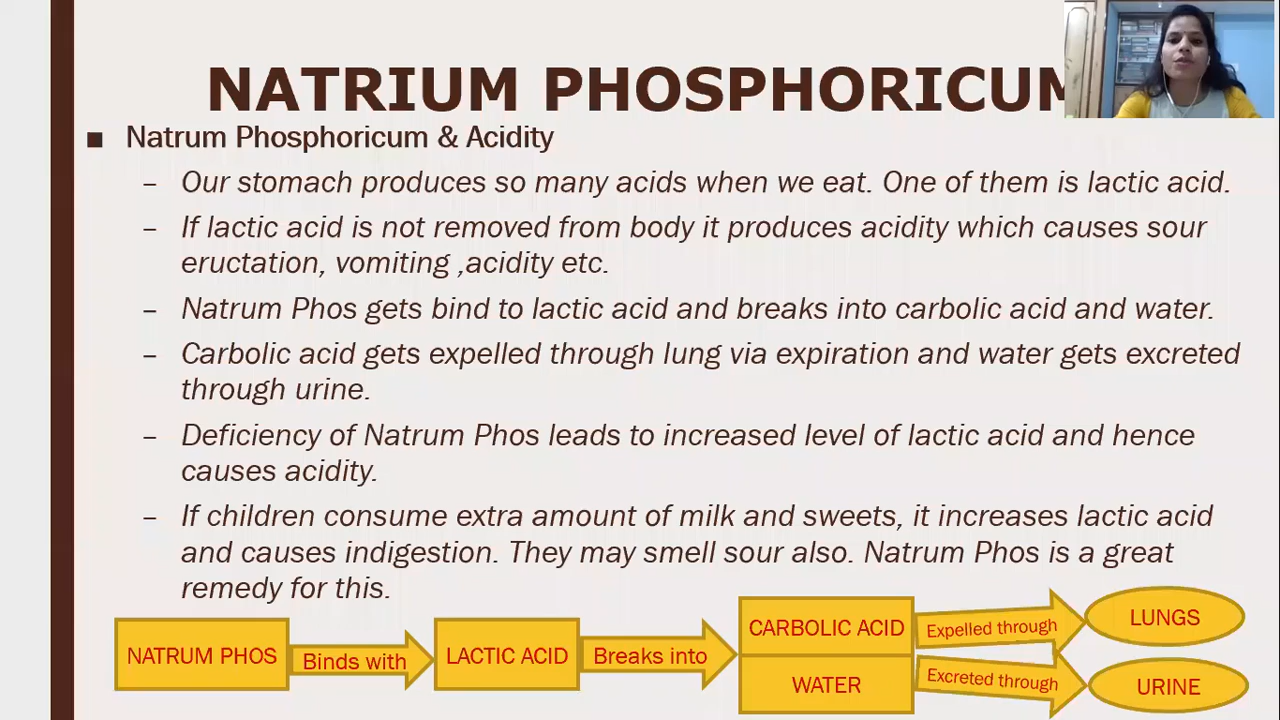 NATRIUM PHOSPHORICUM
■ Natrum Phosphoricum & Acidity
– Our stomach produces so many acids when we eat. One of them is lactic acid.
– If lactic acid is not removed from body it produces acidity which causes sour
eructation, vomiting ,acidity etc.
– Natrum Phos gets bind to lactic acid and breaks into carbolic acid and water.
– Carbolic acid gets expelled through lung via expiration and water gets excreted
through urine.
– Deficiency of Natrum Phos leads to increased level of lactic acid and hence
causes acidity.
– If children consume extra amount of milk and sweets, it increases lactic acid
and causes indigestion. They may smell sour also. Natrum Phos is a great
remedy for this.
NATRUM PHOS
Binds with
LACTIC ACID
Breaks into
CARBOLIC ACID
WATER
Expelled through
Excreted through
LUNGS
URINE